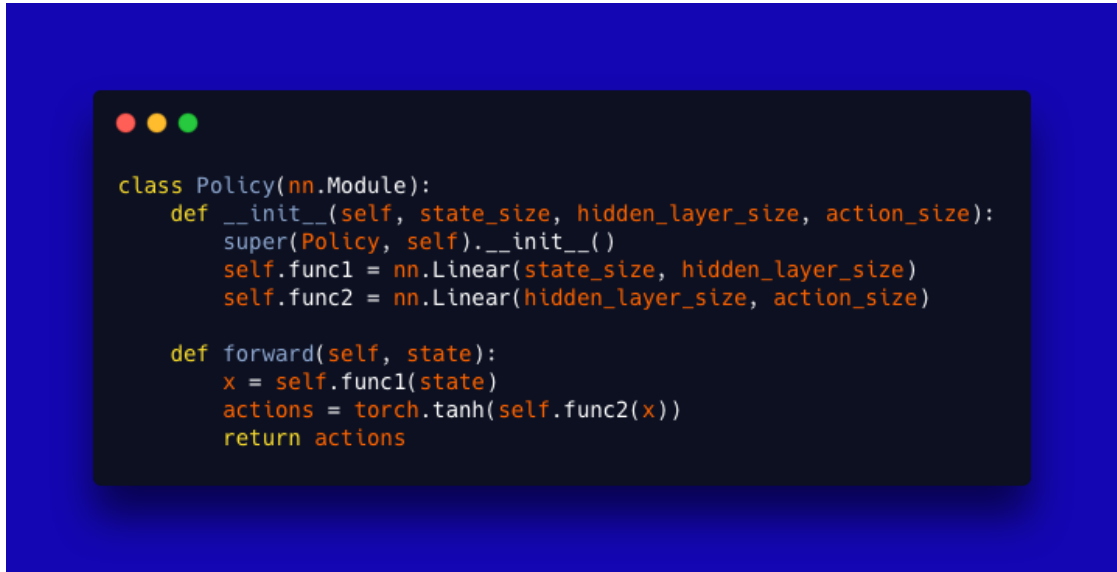 class Policy(nn.Module):
    def __init__(self, state_size, hidden_layer_size, action_size):
        super(Policy, self).__init__()
        self.func1 = nn.Linear(state_size, hidden_layer_size)
        self.func2 = nn.Linear(hidden_layer_size, action_size)

    def forward(self, state):
        x = self.func1(state)
        actions = torch.tanh(self.func2(x))
        return actions